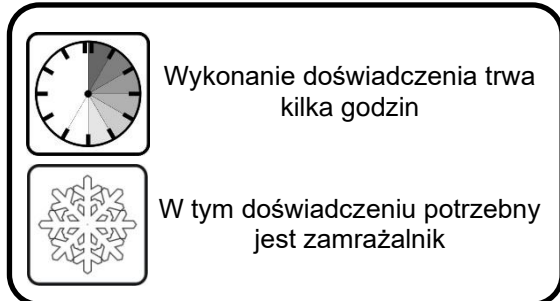 Wykonanie doświadczenia trwa
kilka godzin
W tym doświadczeniu potrzebny
jest zamrażalnik